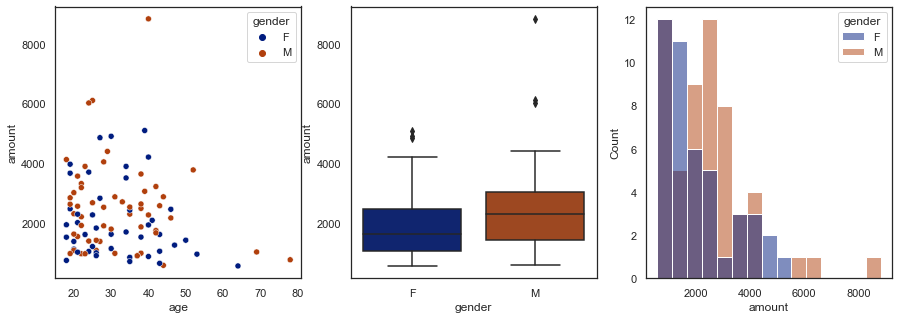 gender
F
M
amount
8000
6000
4000
2000
20 30 40 50 60 70 80
age
amount
8000
6000
4000
2000
F M
gender
gender
F
M
Count
12
10
8
6
4
2
0
2000 4000 6000 8000
amount